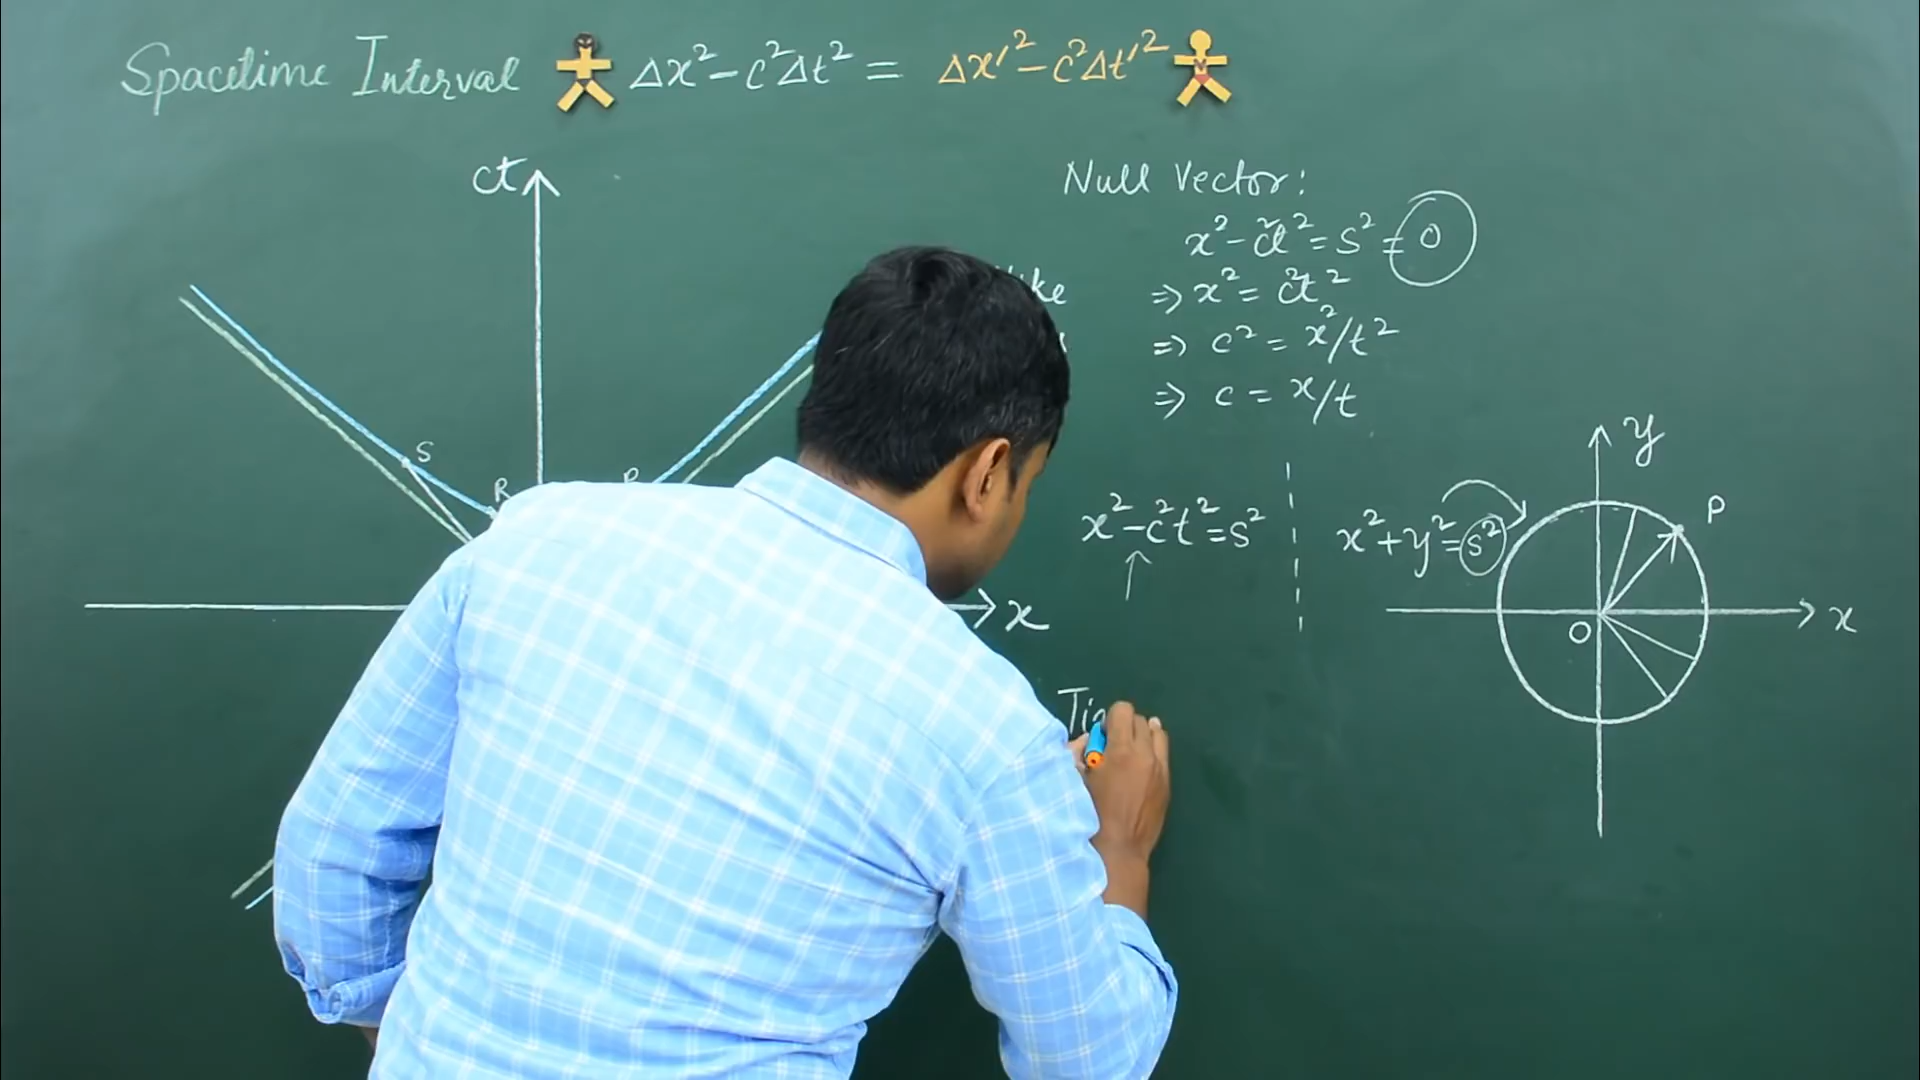 Spacetime Interval Δx² - c²Δt² = Δx'² - c²Δt'²
ct
Null Vector:
x² - c²t² = s² = 0
⇒ x² = c²t²
⇒ c² = x²/t²
⇒ c = x/t
S
R
x² - c²t² = s²
x² + y² = s²
y
P
O
x
x